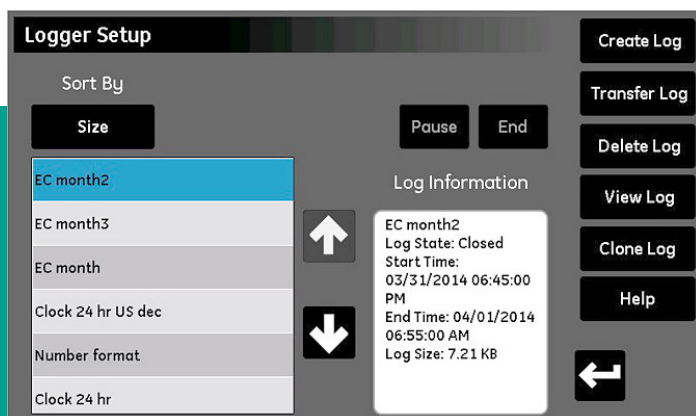 Logger Setup
Sort By
Size
Pause
End
EC month2
EC month3
EC month
Clock 24 hr US dec
Number format
Clock 24 hr
Log Information
EC month2
Log State: Closed
Start Time:
03/31/2014 06:45:00
PM
End Time: 04/01/2014
06:55:00 AM
Log Size: 7.21 KB
Create Log
Transfer Log
Delete Log
View Log
Clone Log
Help